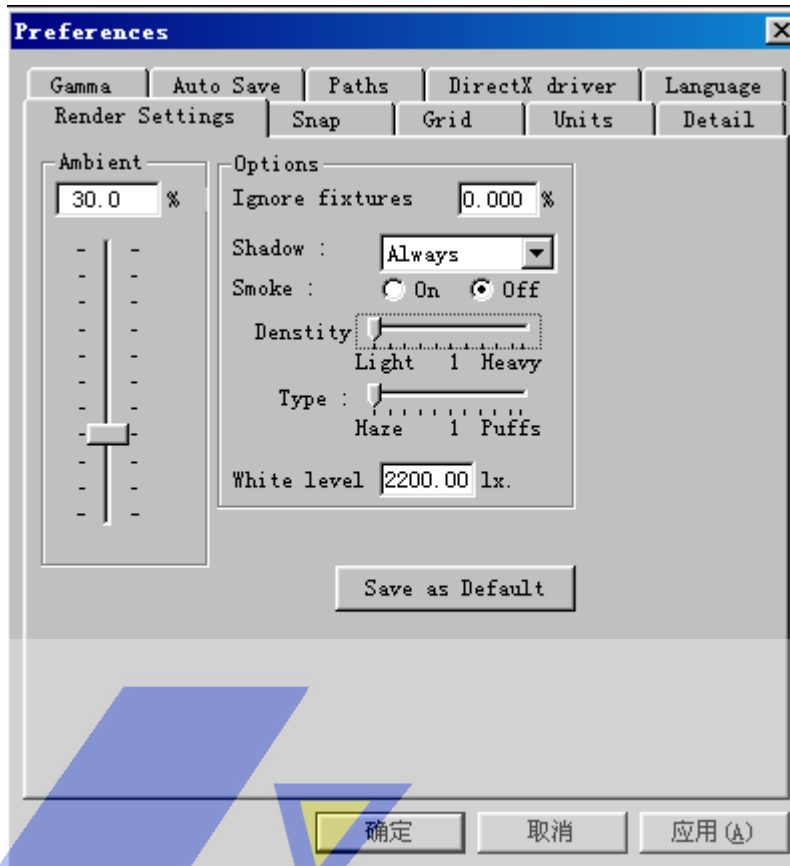 Preferences
Gamma Auto Save Paths DirectX driver Language
Render Settings Snap Grid Units Detail
Ambient
30.0 %
Options
Ignore fixtures 0.000 %
Shadow : Always
Smoke : On Off
Denstity
Light 1 Heavy
Type :
Haze 1 Puffs
White level 2200.00 lx.
Save as Default
确定 取消 应用(A)